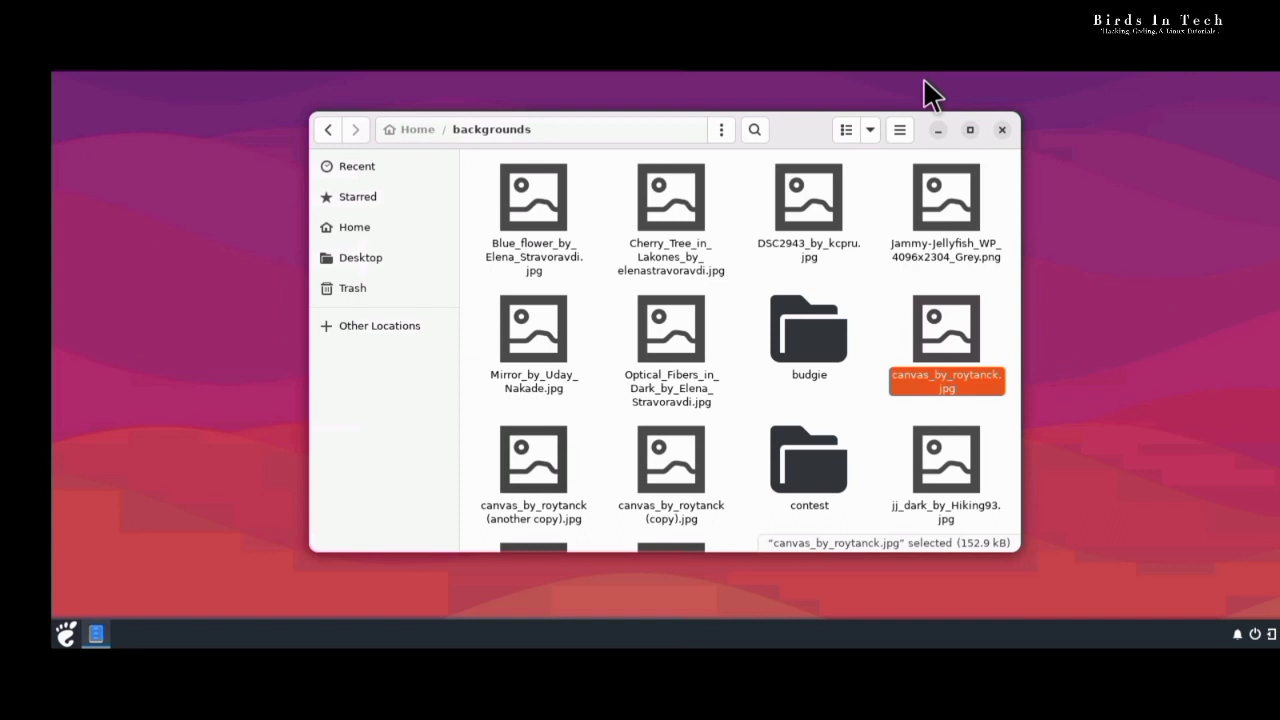 Birds In Tech
"Hacking, Coding, & Linux Tutorials".
Home / backgrounds
Recent
Starred
Home
Desktop
Trash
Other Locations
Blue_flower_by_
Elena_Stravoravdi.
jpg
Cherry_Tree_in_
Lakones_by_
elenastravoravdi.jpg
DSC2943_by_kcpru.
jpg
Jammy-Jellyfish_WP_
4096x2304_Grey.png
Mirror_by_Uday_
Nakade.jpg
Optical_Fibers_in_
Dark_by_Elena_
Stravoravdi.jpg
budgie
canvas_by_roytanck.
jpg
canvas_by_roytanck
(another copy).jpg
canvas_by_roytanck
(copy).jpg
contest
jj_dark_by_Hiking93.
jpg
"canvas_by_roytanck.jpg" selected (152.9 kB)